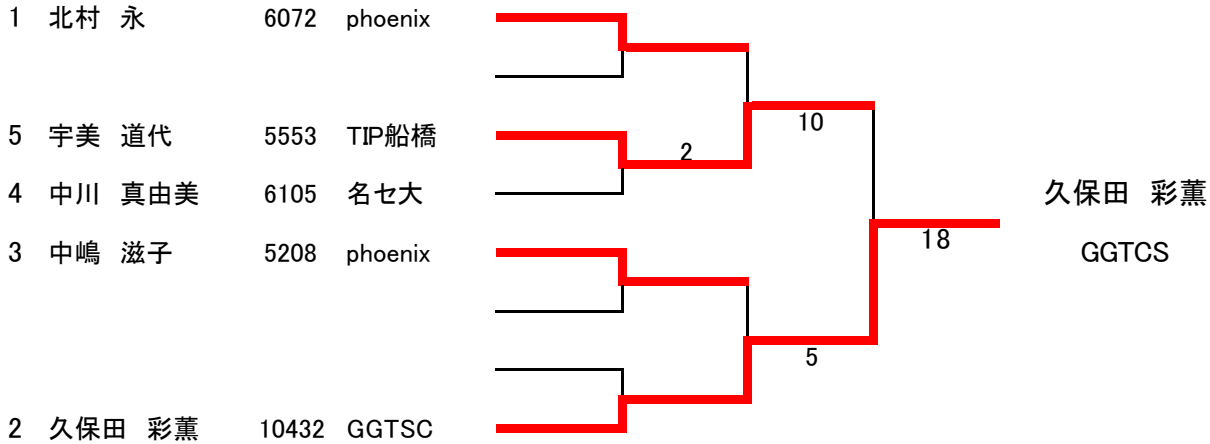 1 北村 永 6072 phoenix
10
5 宇美 道代 5553 TIP船橋
2
4 中川 真由美 6105 名セ大
久保田 彩薫
18
3 中嶋 滋子 5208 phoenix
GGTCS
5
2 久保田 彩薫 10432 GGTSC